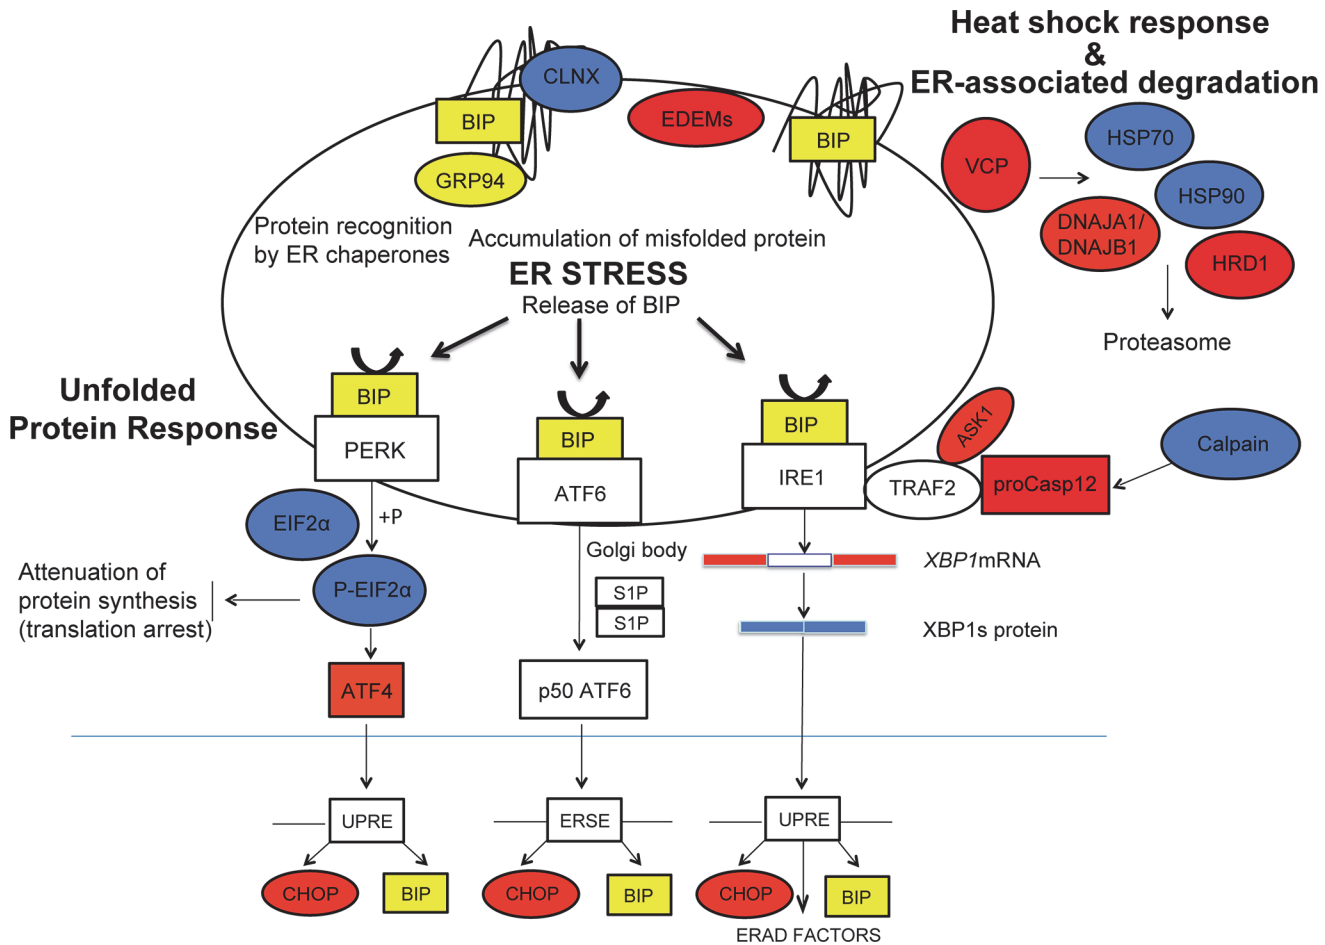 Heat shock response
&
ER-associated degradation
CLNX
BIP
EDEMs
BIP
GRP94
VCP
HSP70
HSP90
DNAJA1/
DNAJB1
HRD1
Proteasome
Protein recognition
by ER chaperones
Accumulation of misfolded protein
ER STRESS
Release of BIP
Unfolded
Protein Response
BIP
PERK
BIP
ATF6
BIP
IRE1
TRAF2
ASK1
proCasp12
Calpain
EIF2α
+P
P-EIF2α
Attenuation of
protein synthesis
(translation arrest)
ATF4
Golgi body
S1P
S1P
p50 ATF6
XBP1mRNA
XBP1s protein
UPRE
CHOP
BIP
ERSE
CHOP
BIP
UPRE
CHOP
BIP
ERAD FACTORS